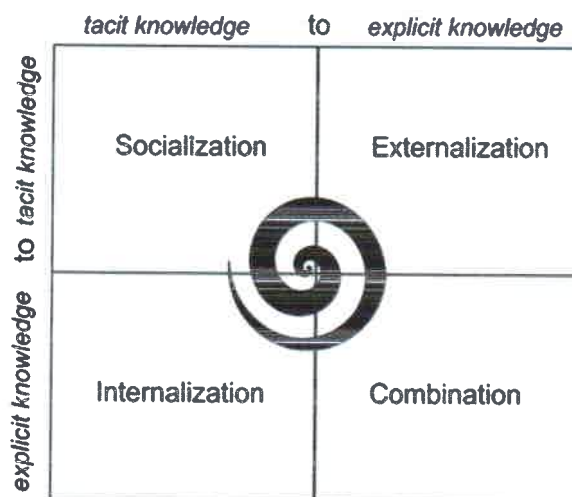 tacit knowledge to explicit knowledge
Socialization Externalization
explicit knowledge to tacit knowledge
Internalization Combination